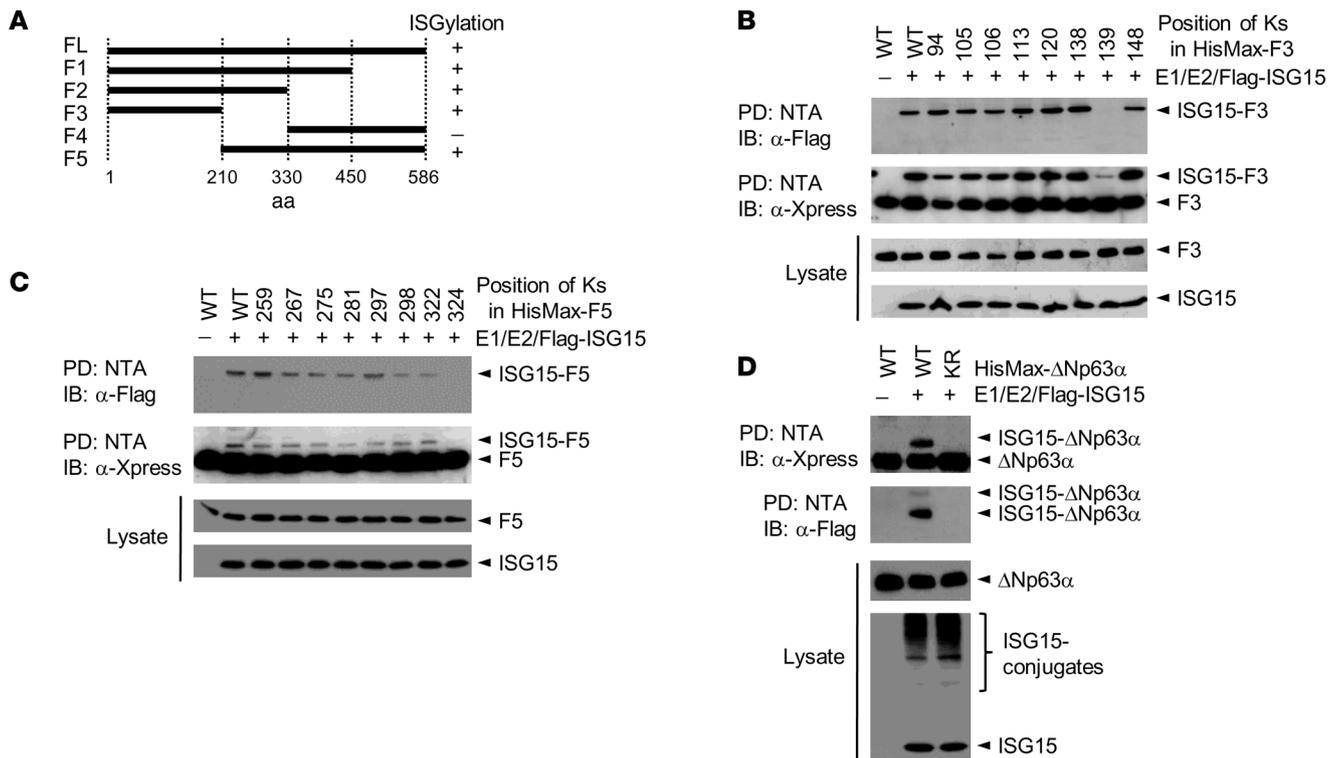 A
ISGylation
FL +
F1 +
F2 +
F3 +
F4 –
F5 +
1 210 330 450 586
aa
B
WT WT 94 105 106 113 120 138 139 148
Position of Ks
in HisMax-F3
– + + + + + + + + + E1/E2/Flag-ISG15
PD: NTA
IB: α-Flag
ISG15-F3
PD: NTA
IB: α-Xpress
ISG15-F3
F3
Lysate
F3
ISG15
C
WT WT 259 267 275 281 297 298 322 324
Position of Ks
in HisMax-F5
– + + + + + + + + + E1/E2/Flag-ISG15
PD: NTA
IB: α-Flag
ISG15-F5
PD: NTA
IB: α-Xpress
ISG15-F5
F5
Lysate
F5
ISG15
D
WT WT KR HisMax-ΔNp63α
– + + E1/E2/Flag-ISG15
PD: NTA
IB: α-Xpress
ISG15-ΔNp63α
ΔNp63α
PD: NTA
IB: α-Flag
ISG15-ΔNp63α
ISG15-ΔNp63α
Lysate
ΔNp63α
ISG15-
conjugates
ISG15